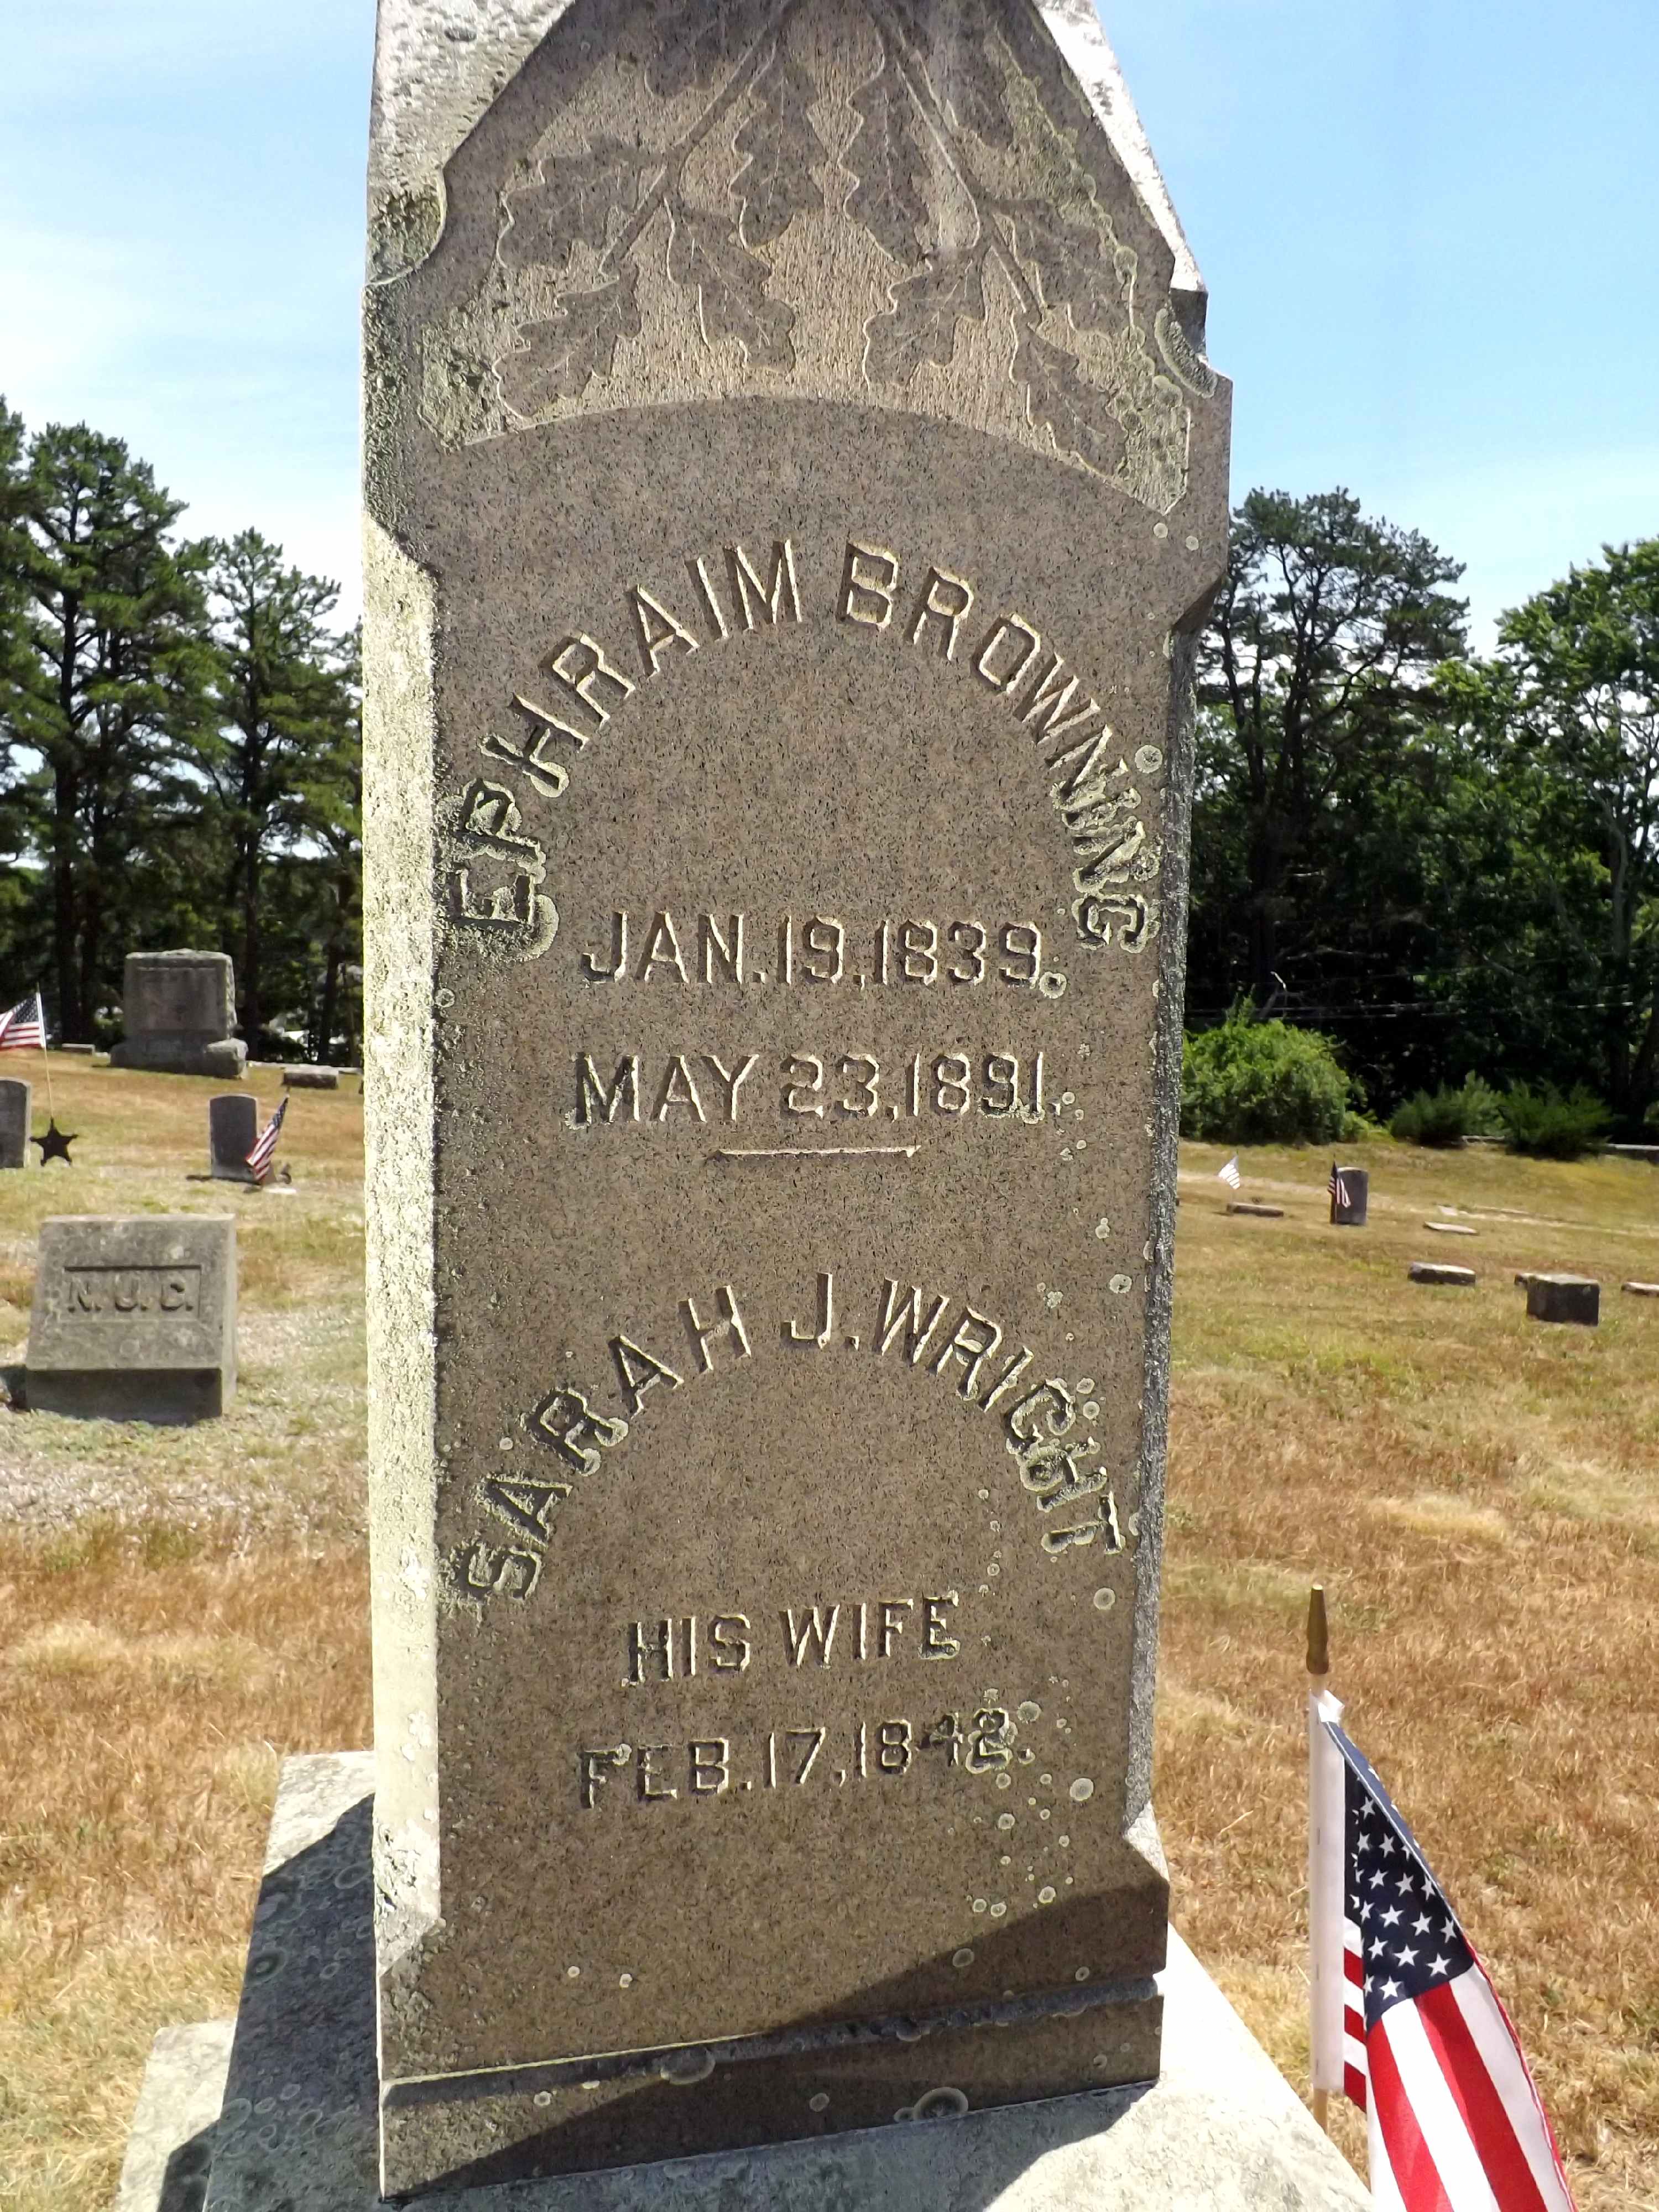 EPHRAIM BROWNING
JAN. 19, 1839.
MAY 23, 1891.
SARAH J. WRIGHT
HIS WIFE
FEB. 17, 1842.
N. U. C.